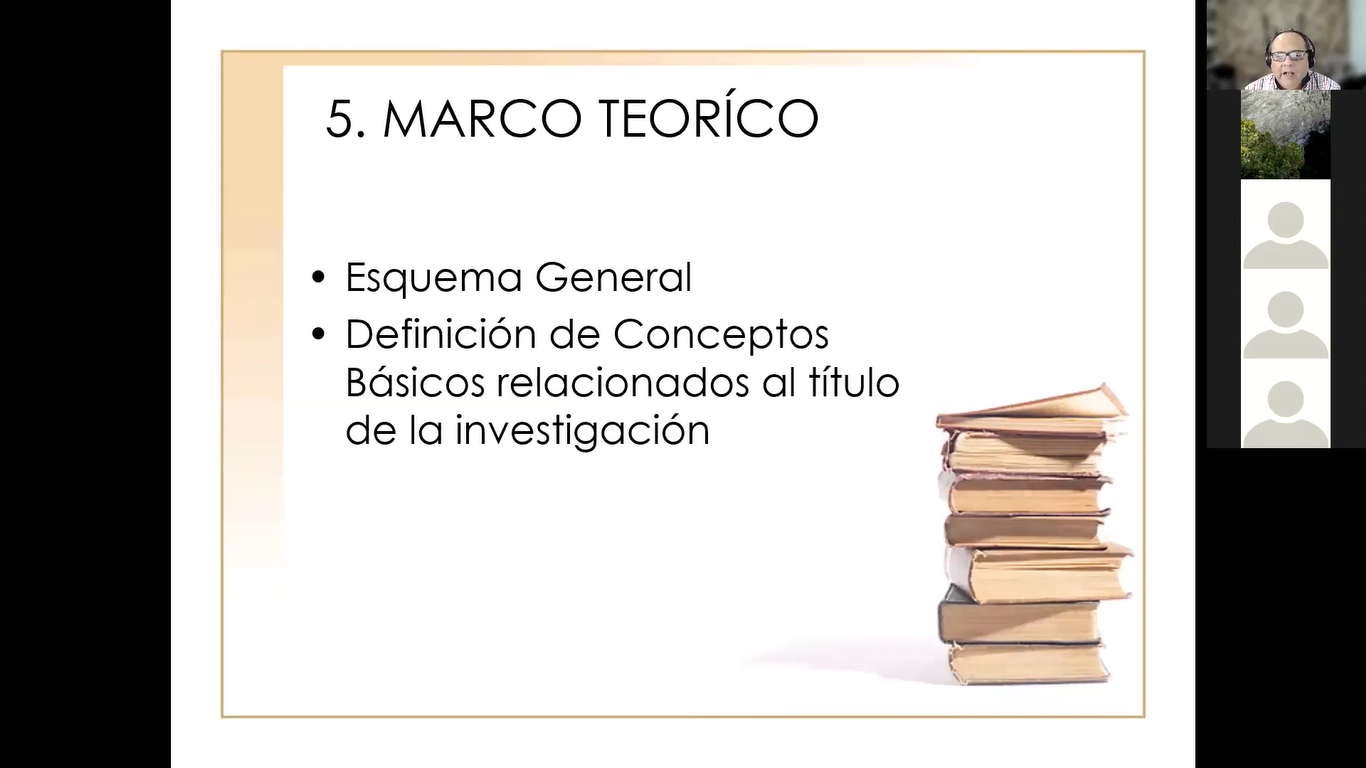 5. MARCO TEORÍCO
• Esquema General
• Definición de Conceptos
Básicos relacionados al título
de la investigación